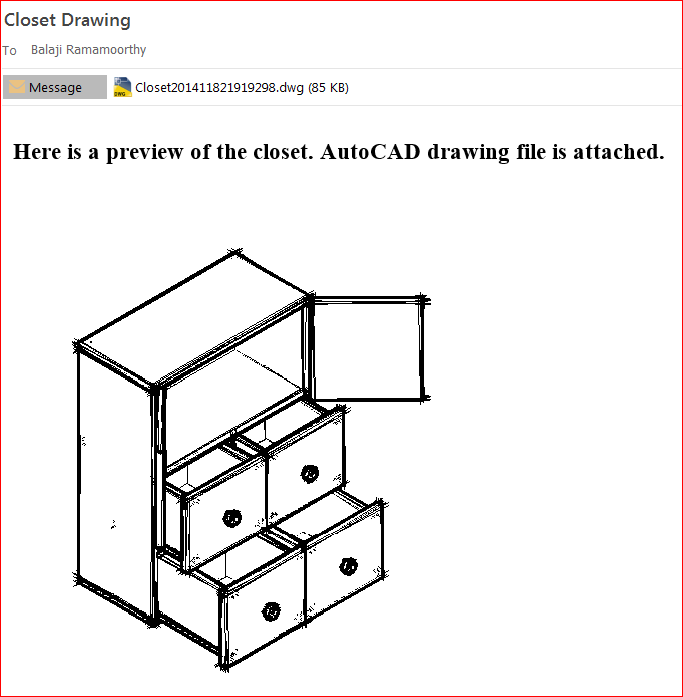 Closet Drawing
To Balaji Ramamoorthy
Message DWG Closet201411821919298.dwg (85 KB)
Here is a preview of the closet. AutoCAD drawing file is attached.